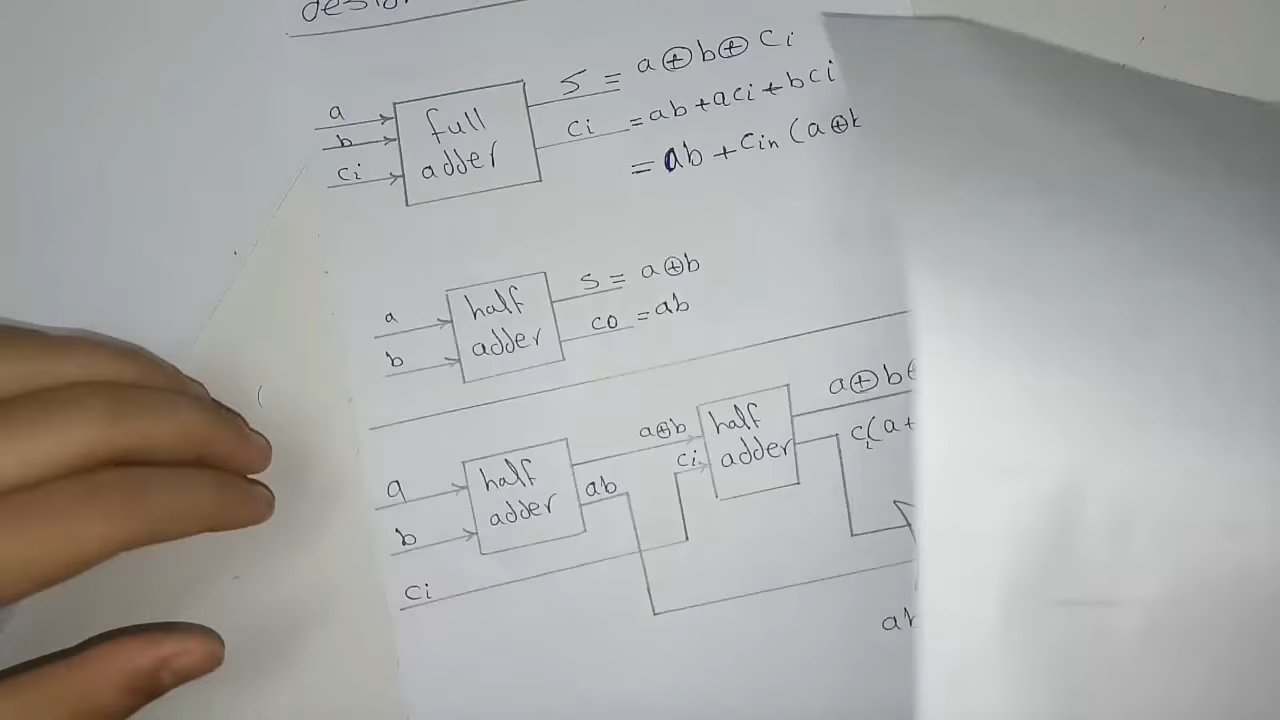 a
b
ci
full
adder
S = a⊕b⊕ci
ci = ab+aci+bci
= ab+cin(a⊕
a
b
half
adder
S = a⊕b
co = ab
a
b
ci
half
adder
a⊕b
ab
ci
half
adder
a⊕b
ci(a+